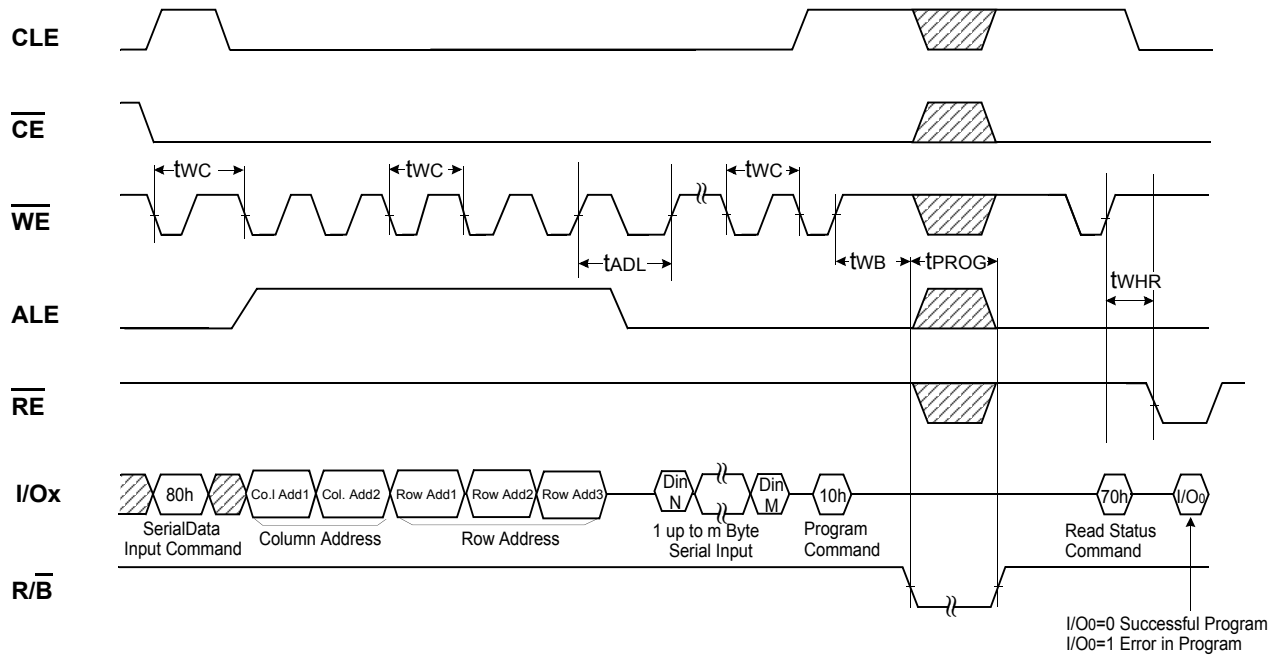 CLE
CE
tWC
tWC
tWC
WE
tADL
tWB
tPROG
tWHR
ALE
RE
I/Ox
80h
Co.l Add1
Col. Add2
Row Add1
Row Add2
Row Add3
Din
N
Din
M
10h
70h
I/O0
SerialData
Input Command
Column Address
Row Address
1 up to m Byte
Serial Input
Program
Command
Read Status
Command
R/B
I/O0=0 Successful Program
I/O0=1 Error in Program